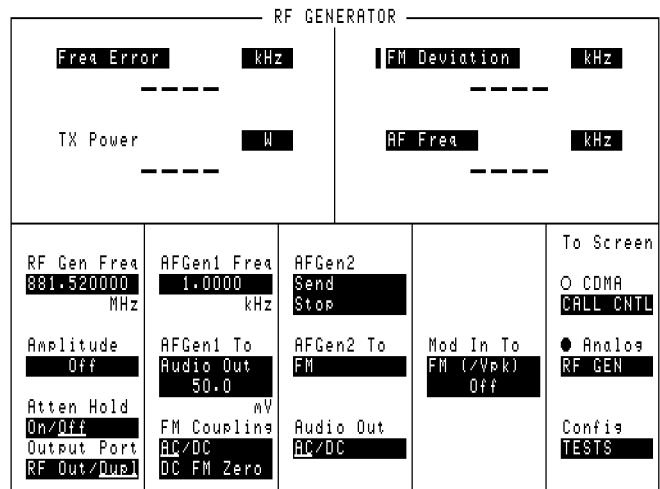 RF GENERATOR
Freq Error kHz
----
FM Deviation kHz
----
TX Power W
----
AF Freq kHz
----
RF Gen Freq
881.520000
MHz
Amplitude
Off
Atten Hold
On/Off
Output Port
RF Out/Dupl
AFGen1 Freq
1.0000
kHz
AFGen1 To
Audio Out
50.0
mV
FM Coupling
AC/DC
DC FM Zero
AFGen2
Send
Stop
AFGen2 To
FM
Audio Out
AC/DC
Mod In To
FM (/Vpk)
Off
To Screen
CDMA
CALL CNTL
Analog
RF GEN
Config
TESTS